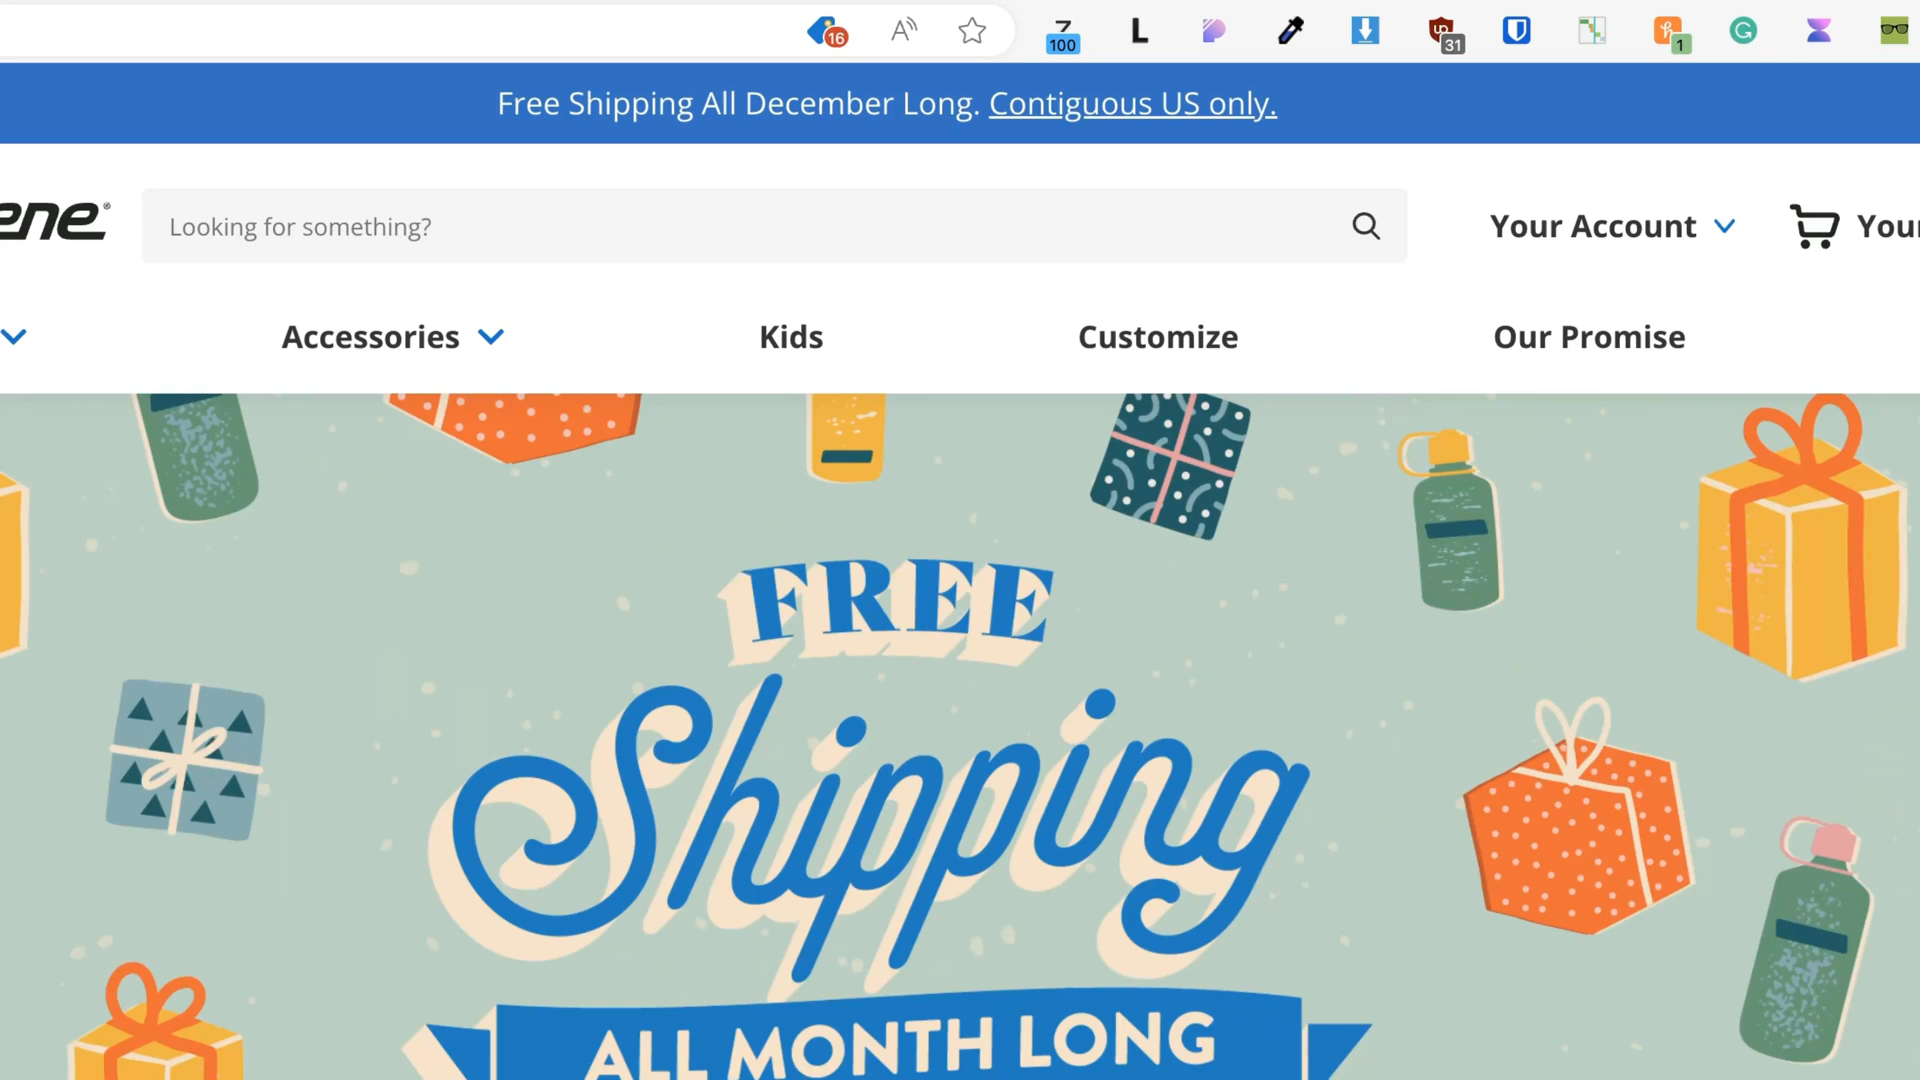 16 A Z 100 L 31 1 G
Free Shipping All December Long. Contiguous US only.
ene®
Looking for something?
Your Account
You
Accessories
Kids
Customize
Our Promise
FREE
Shipping
ALL MONTH LONG